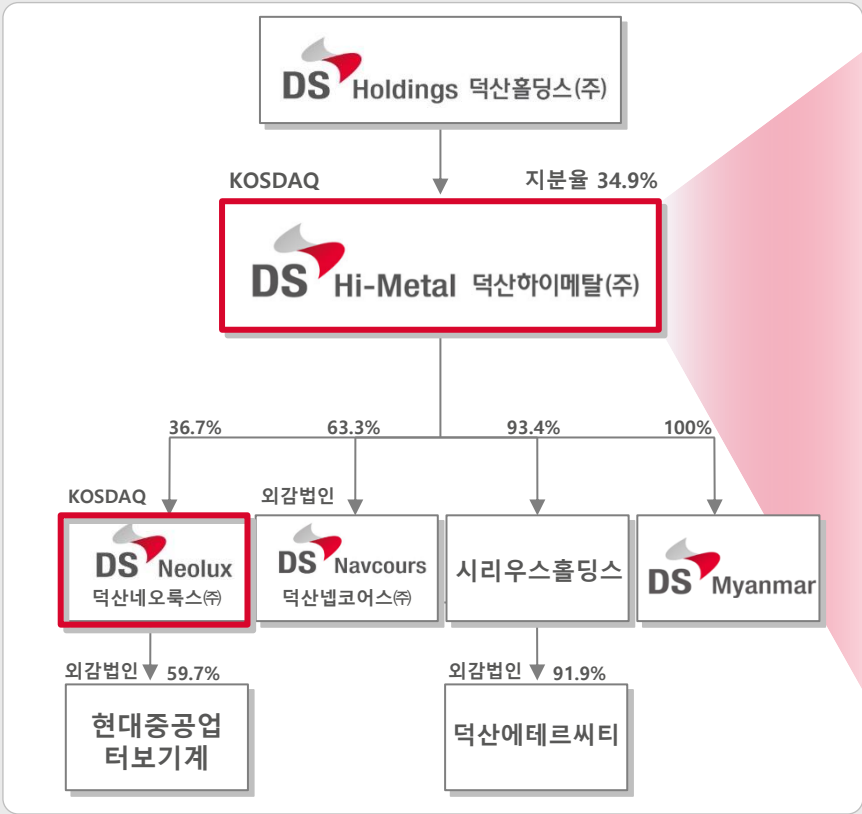 DS Holdings 덕산홀딩스(주)
KOSDAQ 지분율 34.9%
DS Hi-Metal 덕산하이메탈(주)
36.7% 63.3% 93.4% 100%
KOSDAQ 외감법인
DS Neolux
덕산네오룩스㈜
DS Navcours
덕산넵코어스㈜
시리우스홀딩스
DS Myanmar
외감법인 59.7%
외감법인 91.9%
현대중공업
터보기계
덕산에테르씨티